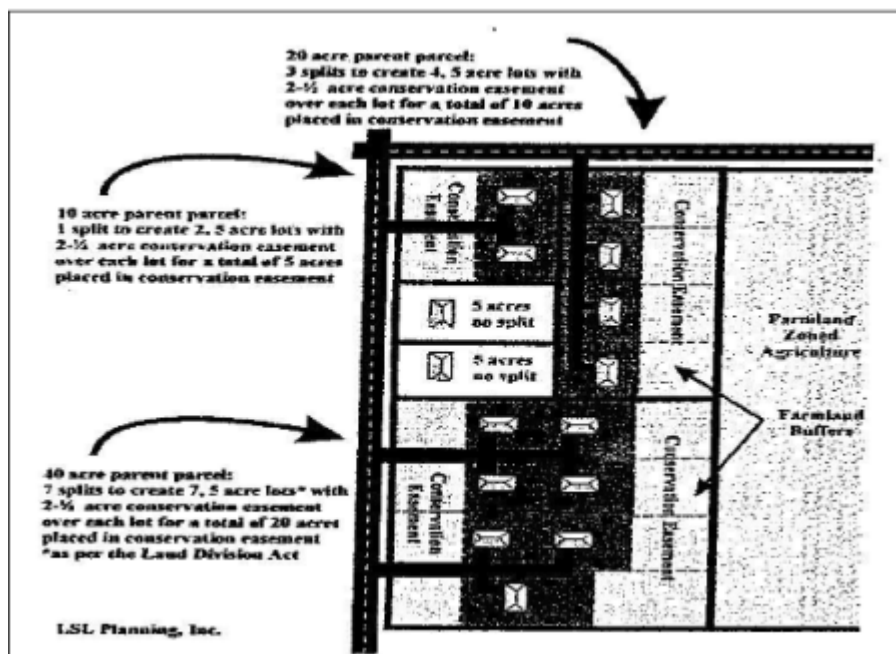 20 acre parent parcel:
3 splits to create 4, 5 acre lots with
2-½ acre conservation easement
over each lot for a total of 10 acres
placed in conservation easement
10 acre parent parcel:
1 split to create 2, 5 acre lots with
2-½ acre conservation easement
over each lot for a total of 5 acres
placed in conservation easement
Conservation
Easement
Conservation Easement
5 acres
no split
5 acres
no split
Farmland
Zoned
Agriculture
Farmland
Buffers
40 acre parent parcel:
7 splits to create 7, 5 acre lots* with
2-½ acre conservation easement
over each lot for a total of 20 acres
placed in conservation easement
*as per the Land Division Act
Conservation
Easement
Conservation Easement
LSL Planning, Inc.